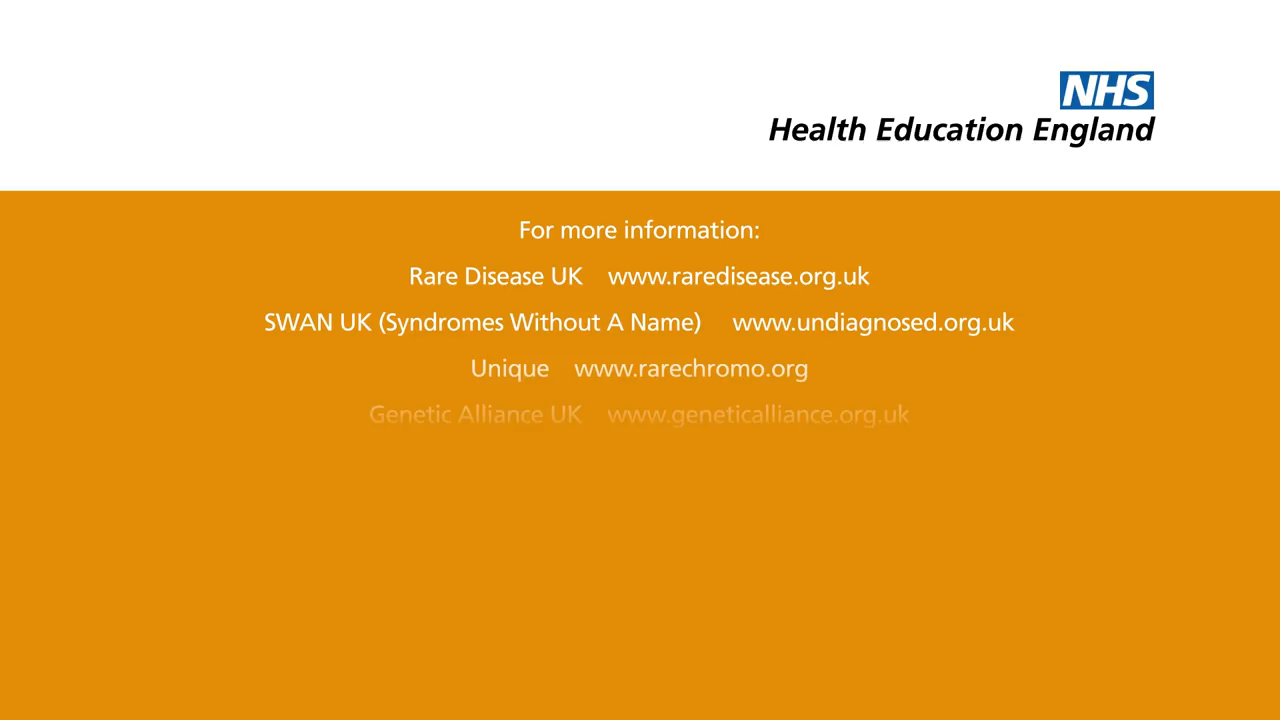 NHS
Health Education England
For more information:
Rare Disease UK www.raredisease.org.uk
SWAN UK (Syndromes Without A Name) www.undiagnosed.org.uk
Unique www.rarechromo.org
Genetic Alliance UK www.geneticalliance.org.uk